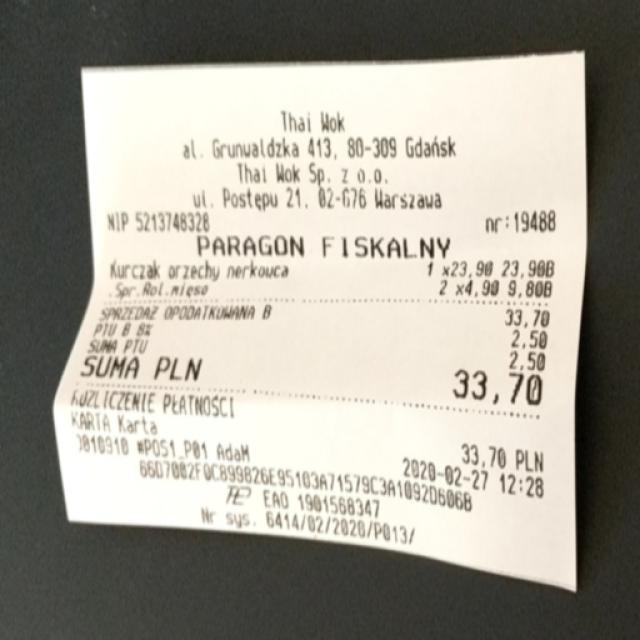 Thai Wok
al. Grunwaldzka 413, 80-309 Gdańsk
Thai Wok Sp. z o.o.
ul. Postępu 21, 02-676 Warszawa
NIP 5213748328 nr:19488
PARAGON FISKALNY
Kurczak orzechy nerkowca 1 x23,90 23,90B
.Spr.Rol.mięso 2 x4,90 9,80B
SPRZEDAŻ OPODATKOWANA B 33,70
PTU B 8% 2,50
SUMA PTU 2,50
SUMA PLN 33,70
ROZLICZENIE PŁATNOŚCI
KARTA Karta 33,70 PLN
#POS1_P01 AdaM 2020-02-27 12:28
66D7082F0C899826E95103A71579C3A1092D606B
EAO 1901568347
Nr sys. 6414/02/2020/P013/